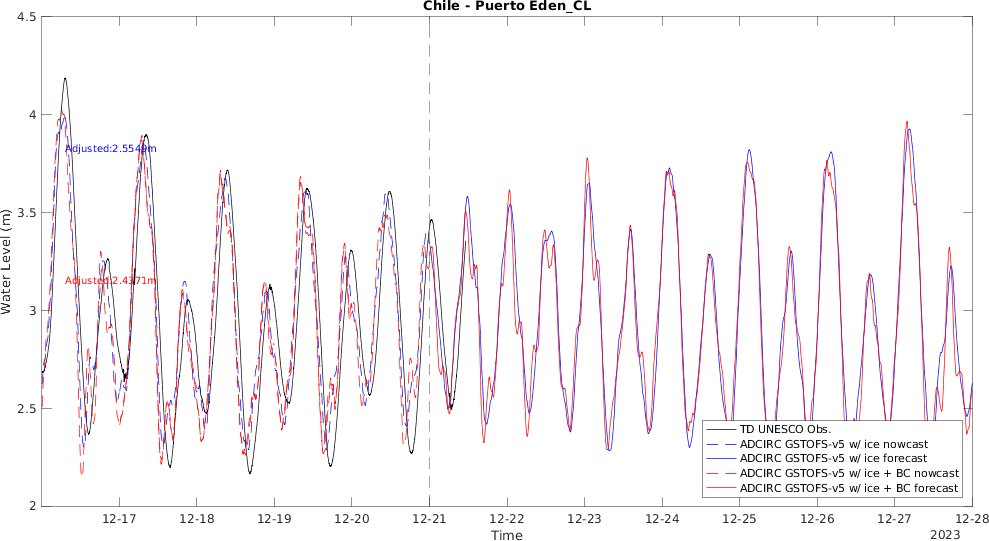 Chile - Puerto Eden_CL
4.5
4
3.5
3
2.5
2
Water Level (m)
Adjusted:2.5549m
Adjusted:2.4371m
TD UNESCO Obs.
ADCIRC GSTOFS-v5 w/ ice nowcast
ADCIRC GSTOFS-v5 w/ ice forecast
ADCIRC GSTOFS-v5 w/ ice + BC nowcast
ADCIRC GSTOFS-v5 w/ ice + BC forecast
12-17 12-18 12-19 12-20 12-21 12-22 12-23 12-24 12-25 12-26 12-27 12-28
Time
2023